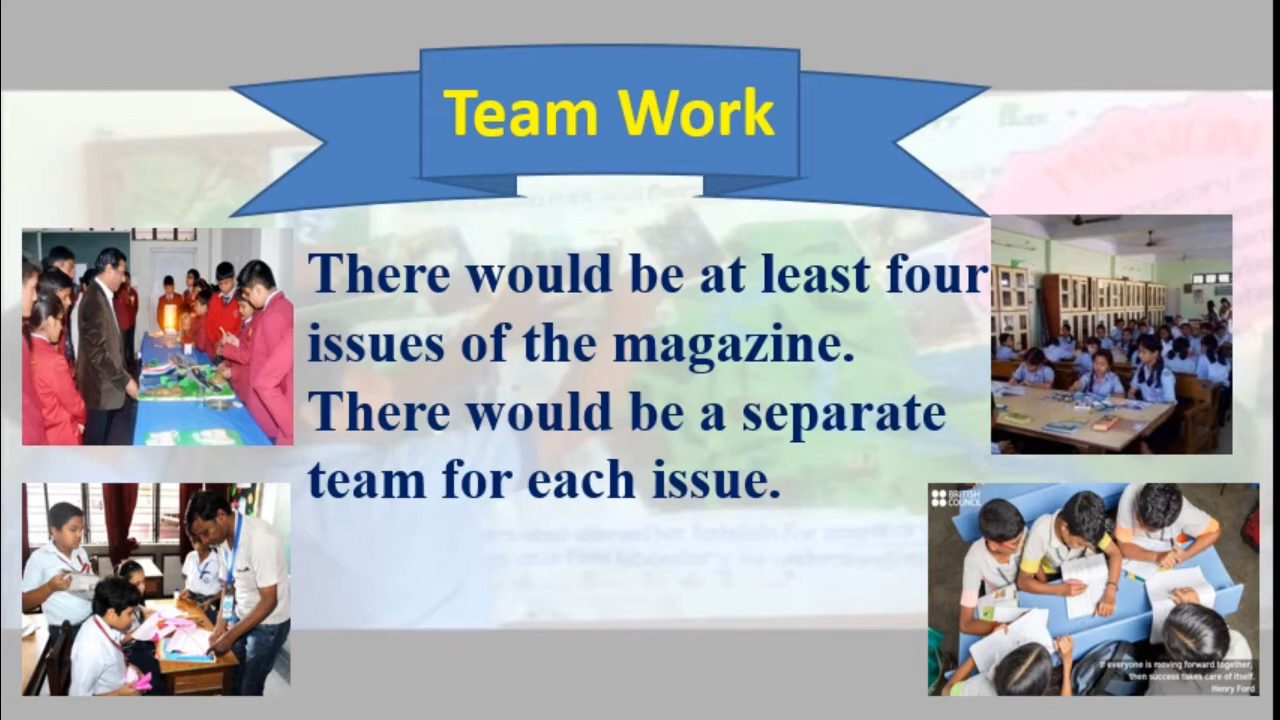 Team Work
There would be at least four
issues of the magazine.
There would be a separate
team for each issue.
BRITISH
COUNCIL
If everyone is moving forward together,
then success takes care of itself.
Henry Ford
MISSION